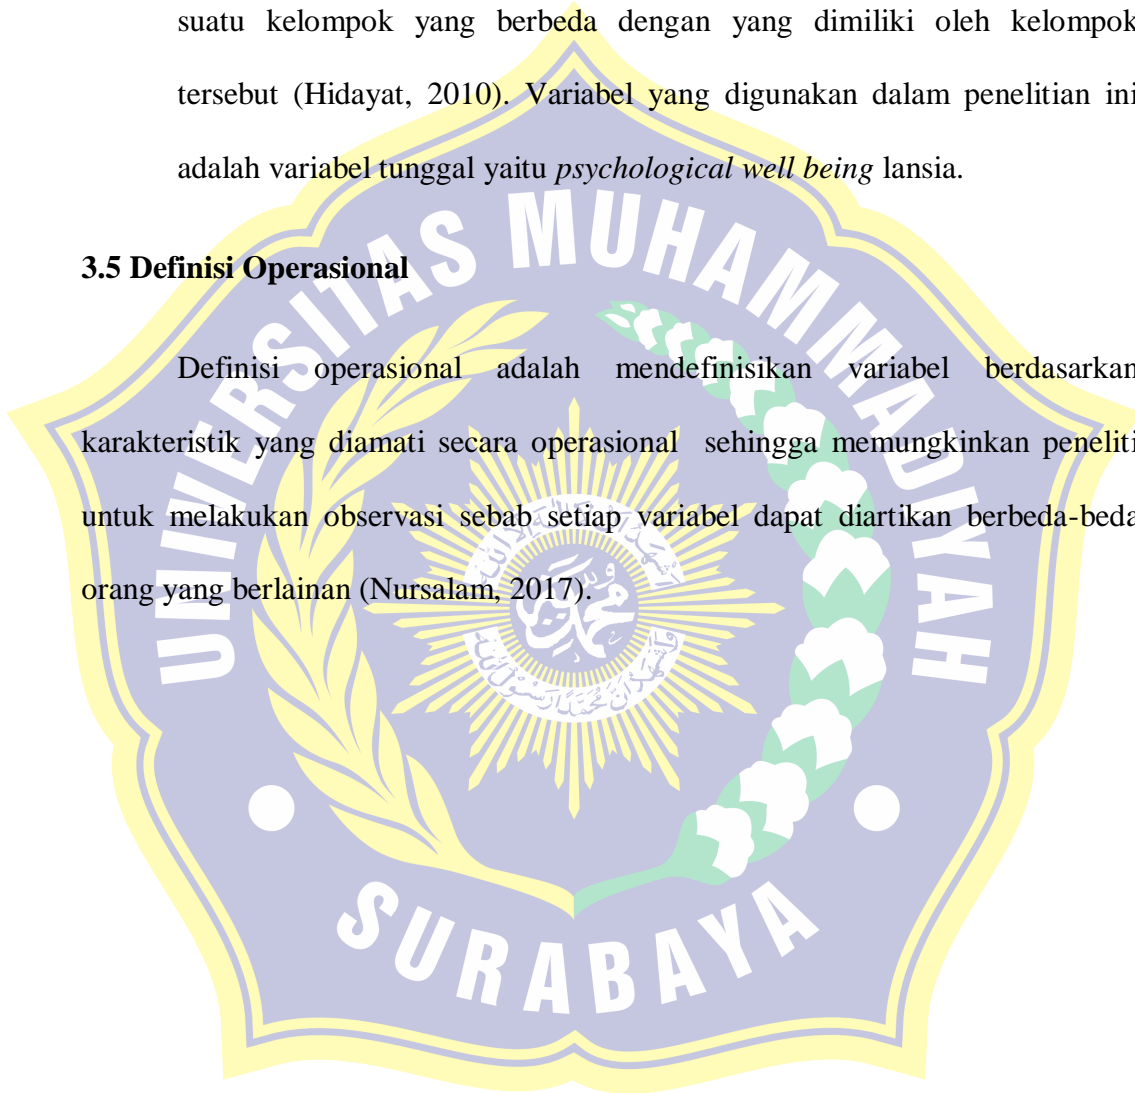 suatu kelompok yang berbeda dengan yang dimiliki oleh kelompok
tersebut (Hidayat, 2010). Variabel yang digunakan dalam penelitian ini
adalah variabel tunggal yaitu psychological well being lansia.
UNIVERSITAS MUHAMMADIYAH
3.5 Definisi Operasional
Definisi operasional adalah mendefinisikan variabel berdasarkan
karakteristik yang diamati secara operasional sehingga memungkinkan peneliti
untuk melakukan observasi sebab setiap variabel dapat diartikan berbeda-beda
orang yang berlainan (Nursalam, 2017).
SURABAYA